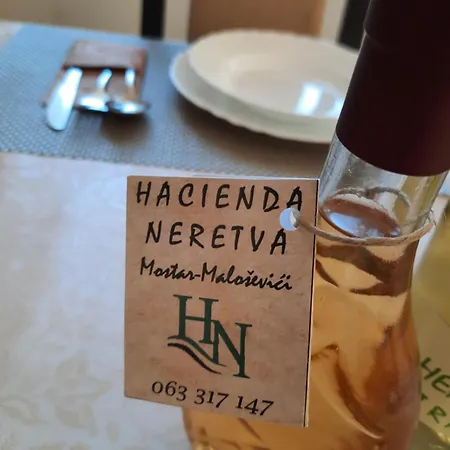 HACIENDA
NERETVA
Mostar-Maloševići
HN
063 317 147